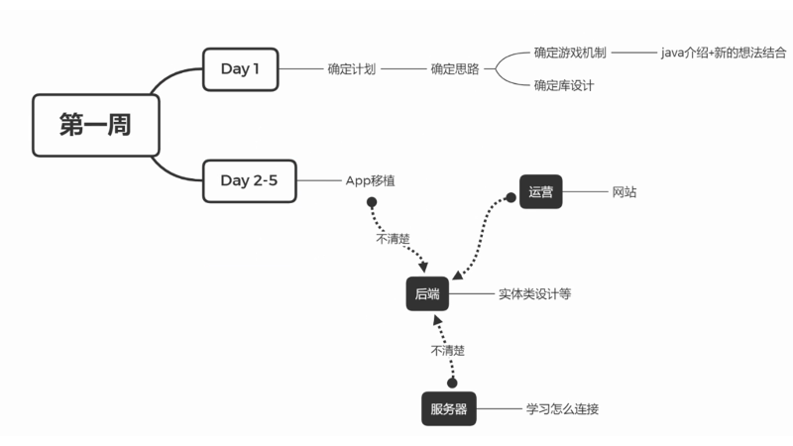 第一周
Day 1
确定计划
确定思路
确定游戏机制
java介绍+新的想法结合
确定库设计
Day 2-5
App移植
不清楚
运营
网站
后端
实体类设计等
不清楚
服务器
学习怎么连接